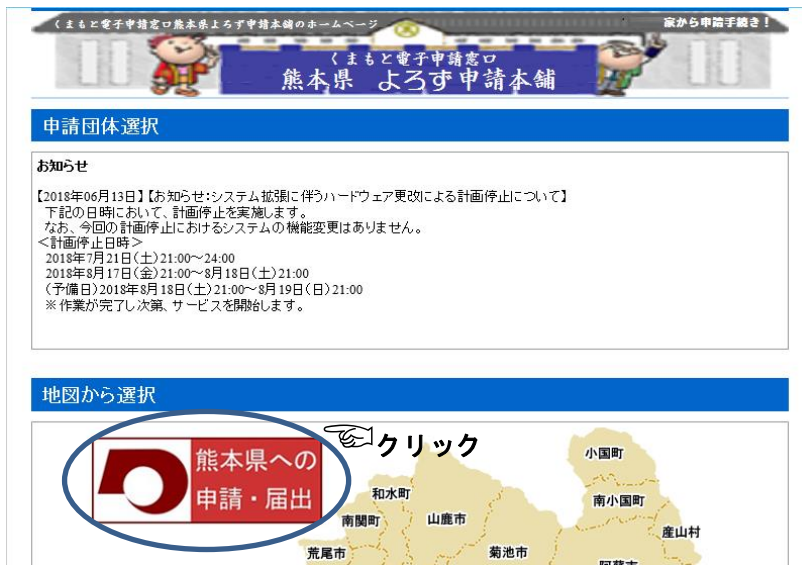 くまもと電子申請窓口熊本県よろず申請本舗のホームページ
家から申請手続き！
くまもと電子申請窓口
熊本県 よろず申請本舗
申請団体選択
お知らせ
【2018年06月13日】【お知らせ:システム拡張に伴うハードウェア更改による計画停止について】
下記の日時において、計画停止を実施します。
なお、今回の計画停止におけるシステムの機能変更はありません。
＜計画停止日時＞
2018年7月21日(土)21:00～24:00
2018年8月17日(金)21:00～8月18日(土)21:00
(予備日)2018年8月18日(土)21:00～8月19日(日)21:00
※作業が完了し次第、サービスを開始します。
地図から選択
熊本県への
申請・届出
クリック
小国町
和水町
南小国町
南関町
山鹿市
産山村
荒尾市
菊池市
阿蘇市